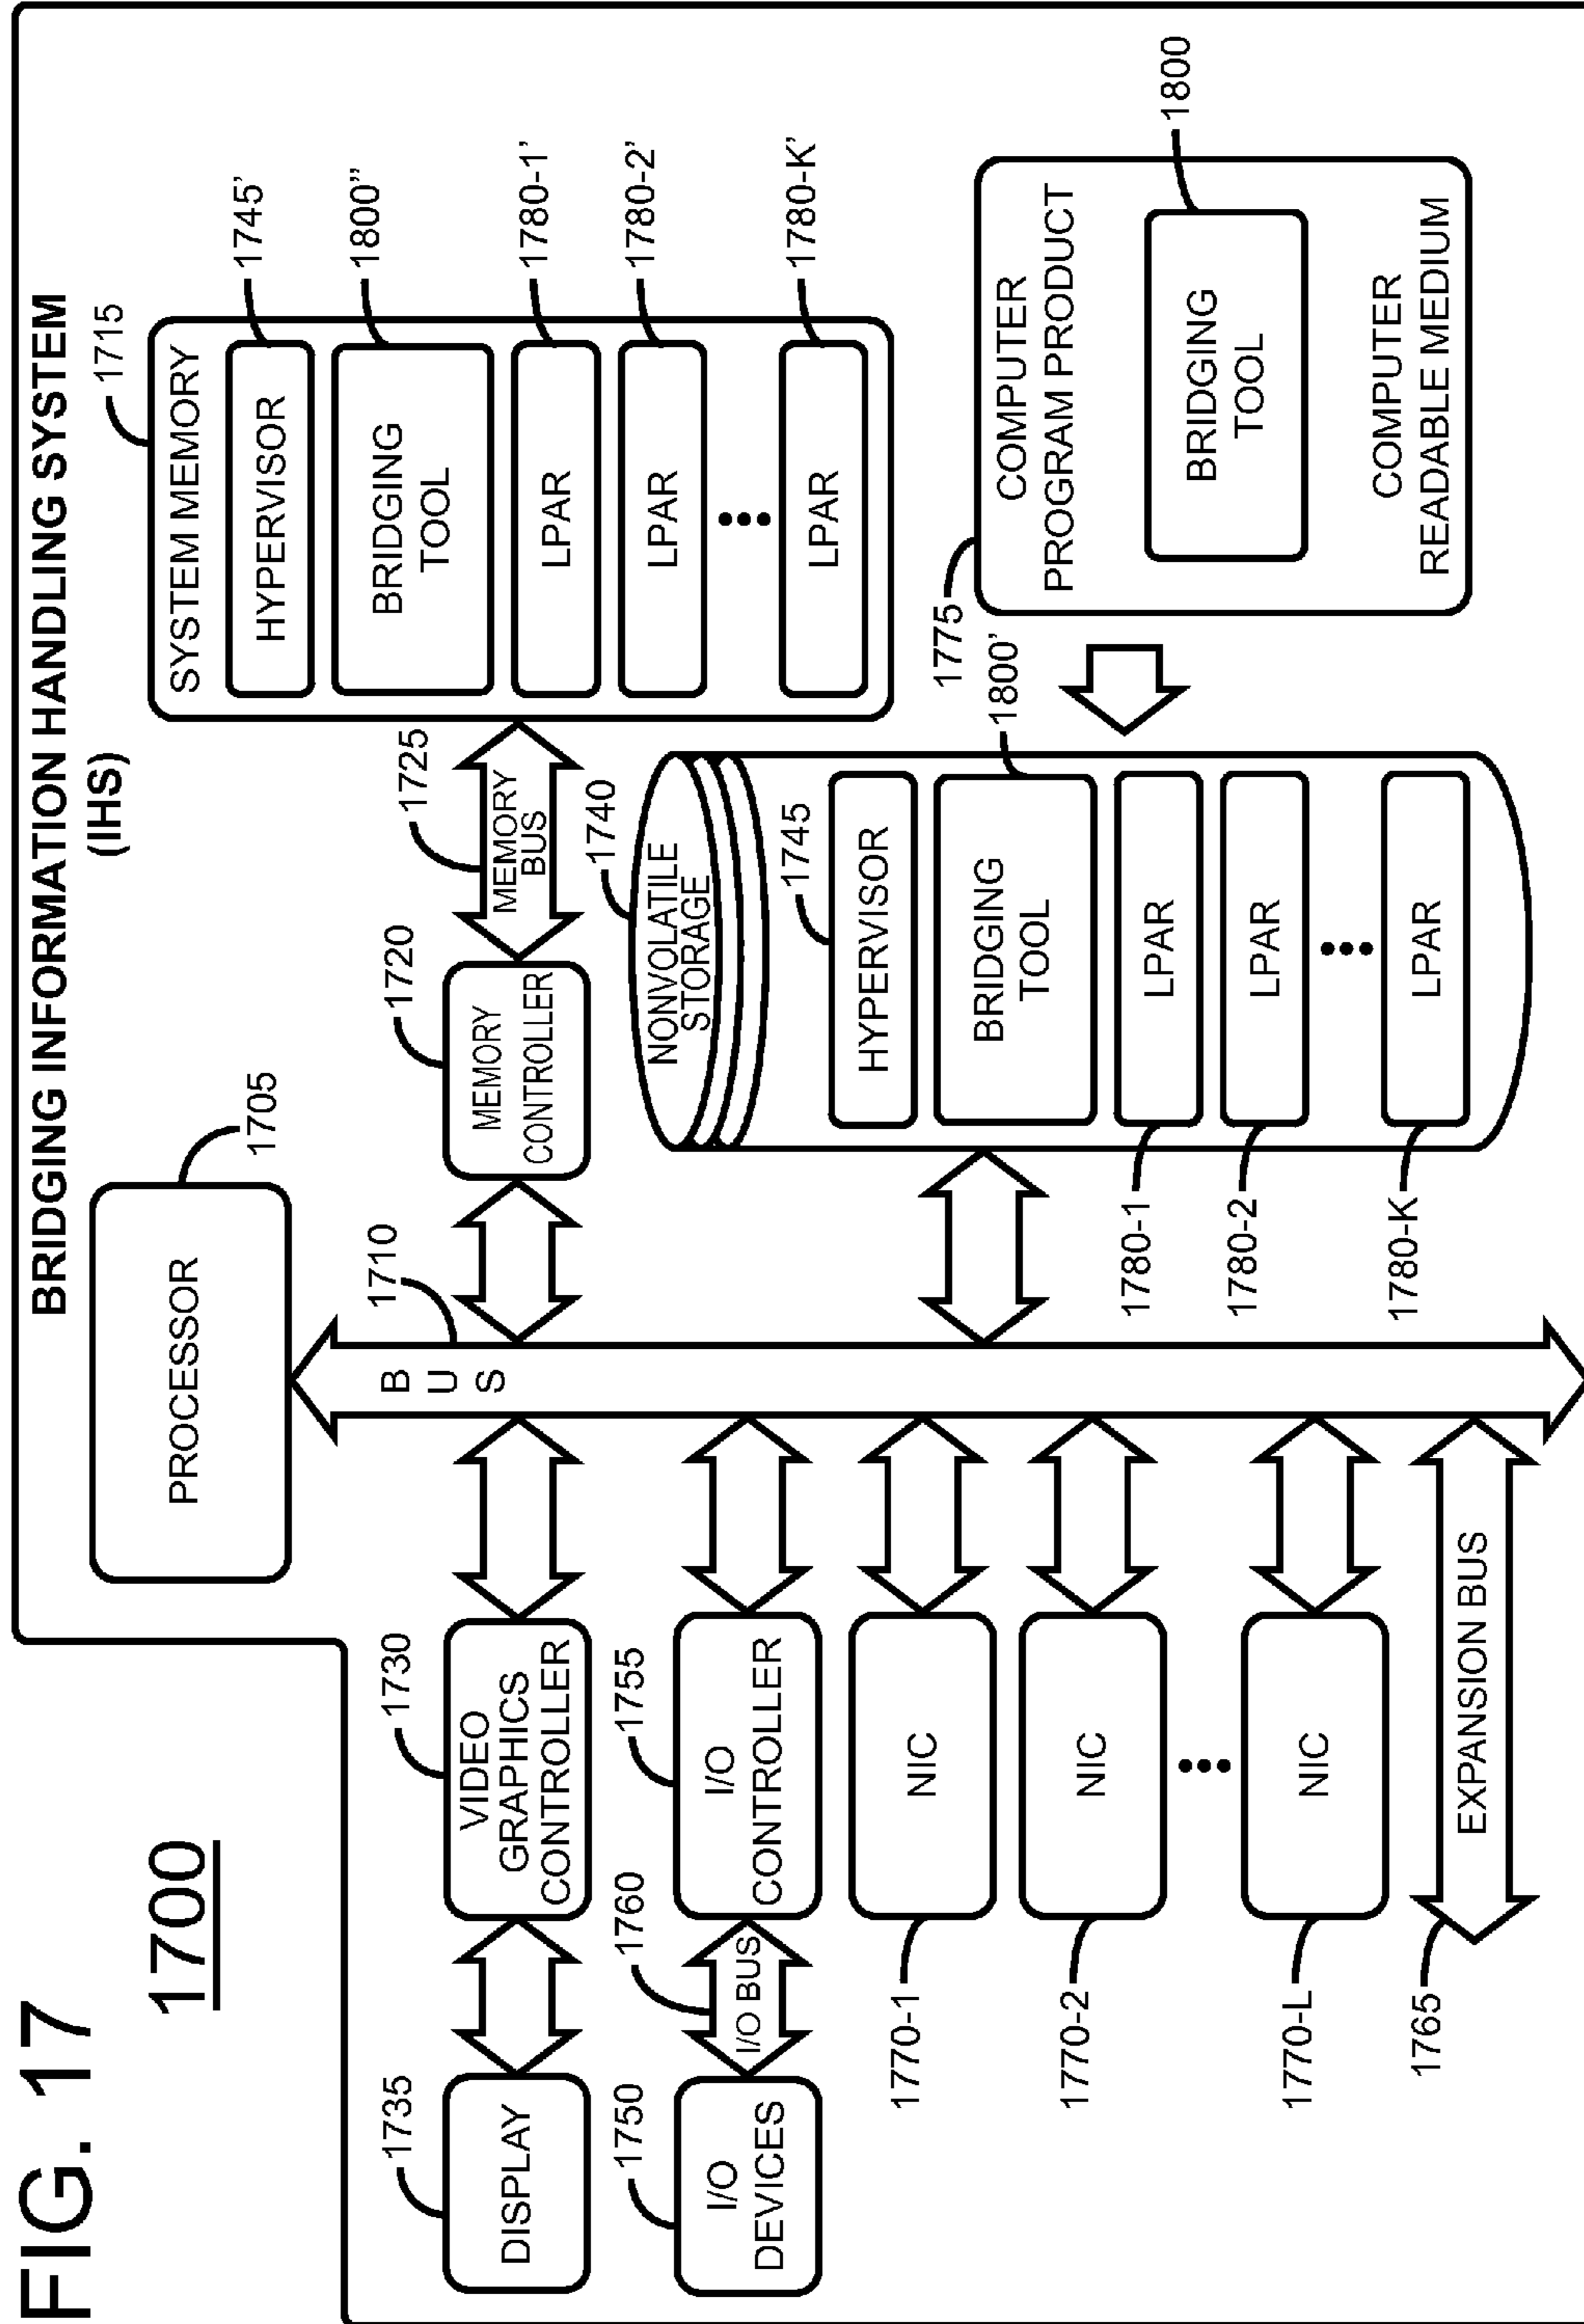 FIG. 17
1700
BRIDGING INFORMATION HANDLING SYSTEM
(IHS)
PROCESSOR
1705
1710
BUS
1735
DISPLAY
1730
VIDEO
GRAPHICS
CONTROLLER
1720
MEMORY
CONTROLLER
1725
MEMORY
BUS
1715
SYSTEM MEMORY
HYPERVISOR
1745’
BRIDGING
TOOL
1800”
LPAR
1780-1’
LPAR
1780-2’
LPAR
1780-K’
1750
I/O
DEVICES
1760
I/O BUS
1755
I/O
CONTROLLER
1770-1
NIC
1770-2
NIC
1770-L
NIC
1765
EXPANSION BUS
1740
NONVOLATILE
STORAGE
1745
HYPERVISOR
BRIDGING
TOOL
1800’
LPAR
1780-1
LPAR
1780-2
LPAR
1780-K
1775
COMPUTER
PROGRAM PRODUCT
BRIDGING
TOOL
1800
COMPUTER
READABLE MEDIUM